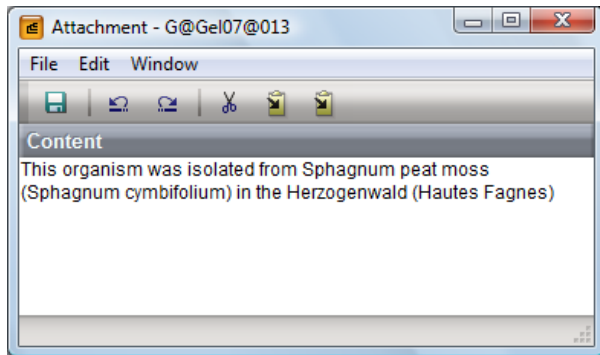 Attachment - G@Gel07@013
File Edit Window
Content
This organism was isolated from Sphagnum peat moss
(Sphagnum cymbifolium) in the Herzogenwald (Hautes Fagnes)